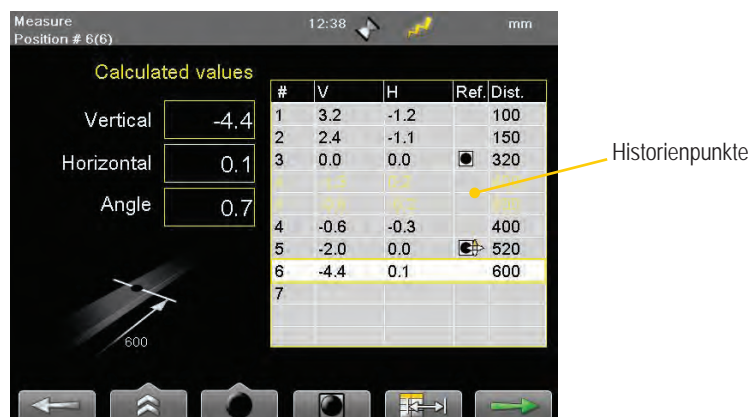 Measure 12:38 mm
Position # 6(6)
Calculated values
Vertical -4.4
Horizontal 0.1
Angle 0.7
600
# V H Ref. Dist.
1 3.2 -1.2 100
2 2.4 -1.1 150
3 0.0 0.0 320
4 -0.6 -0.3 400
5 -2.0 0.0 520
6 -4.4 0.1 600
7
Historienpunkte